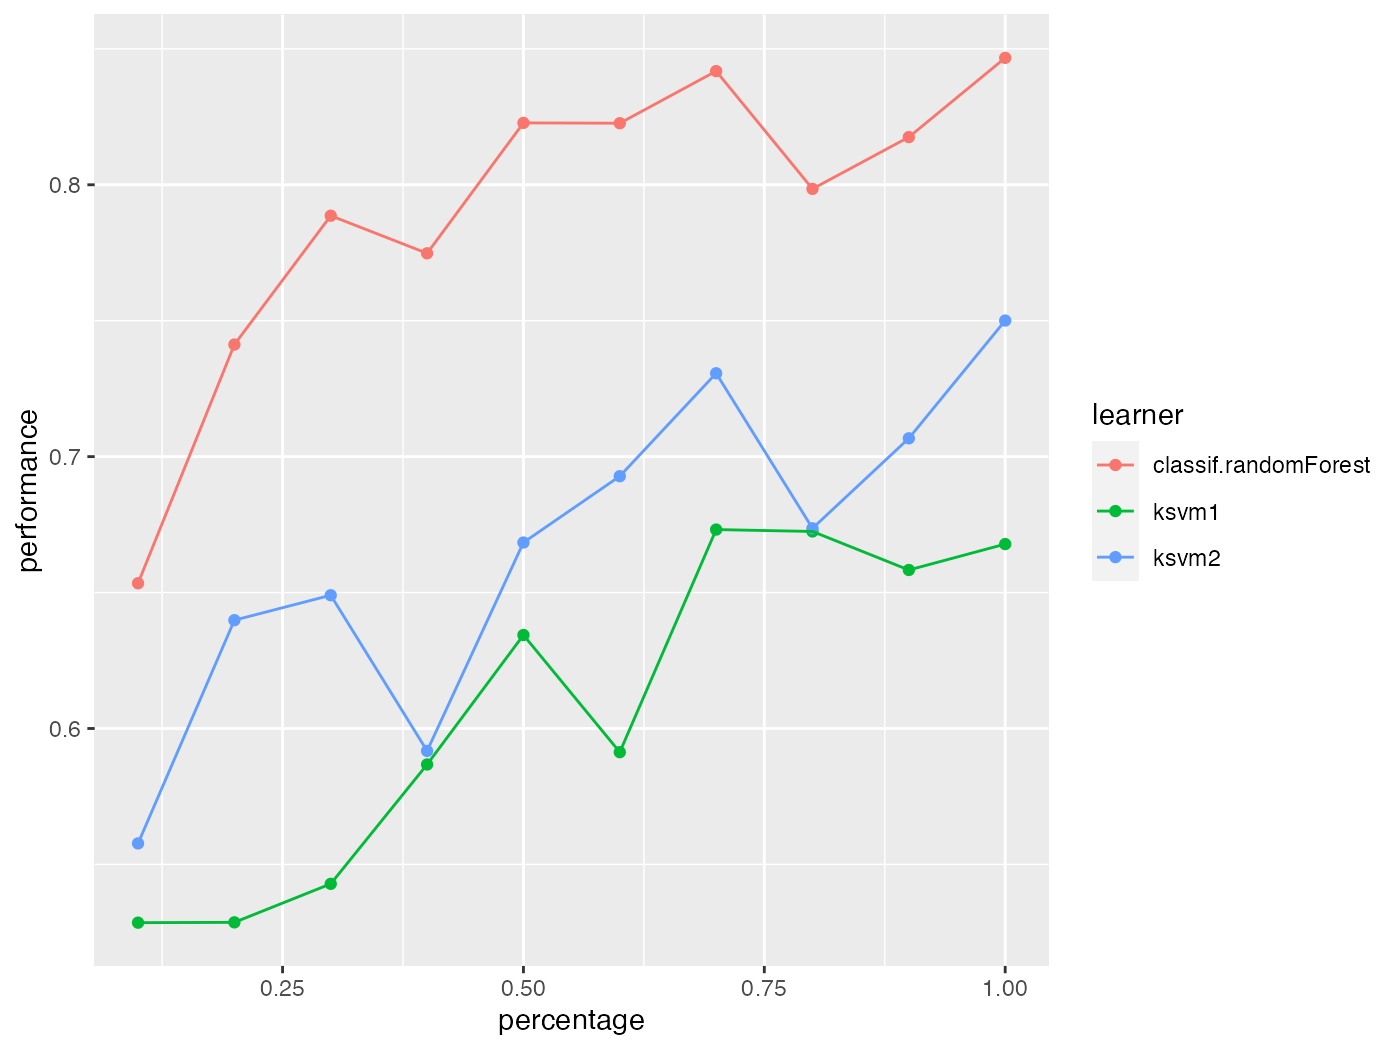 0.8
0.7
0.6
performance
0.25 0.50 0.75 1.00
percentage
learner
classif.randomForest
ksvm1
ksvm2